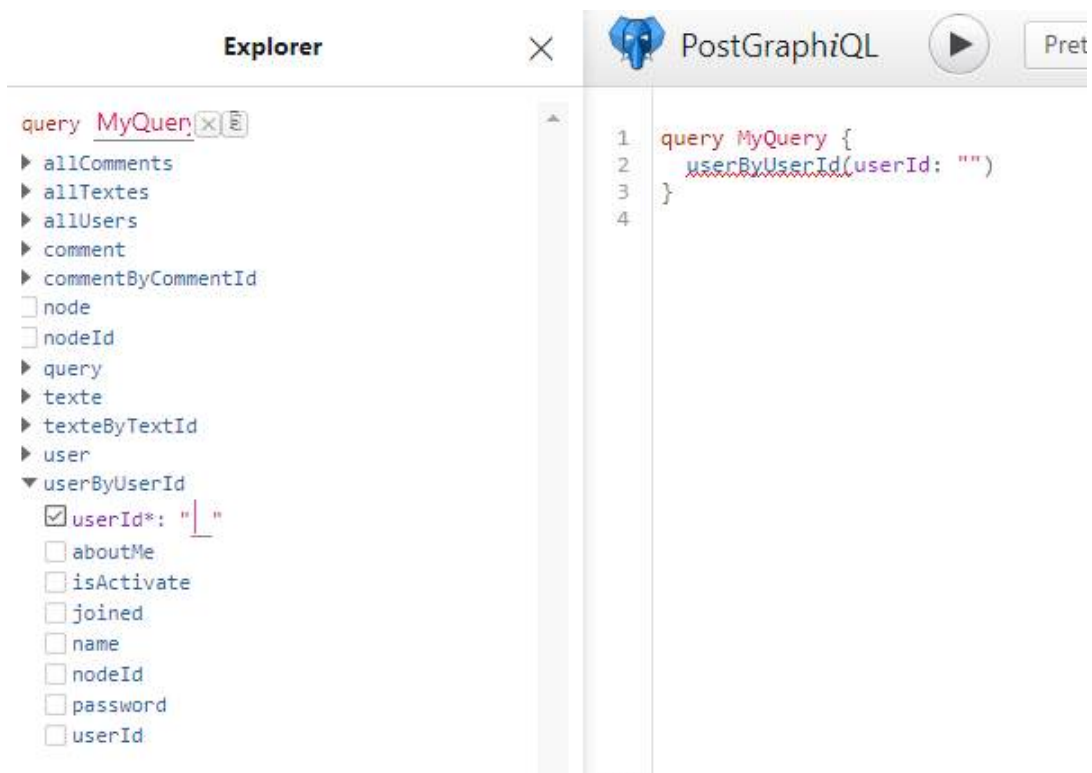 Explorer
query MyQuery
allComments
allTextes
allUsers
comment
commentByCommentId
node
nodeId
query
texte
texteByTextId
user
userByUserId
userId*: " "
aboutMe
isActivate
joined
name
nodeId
password
userId
PostGraphiQL
Pret
1 query MyQuery {
2 userByUserId(userId: "")
3 }
4